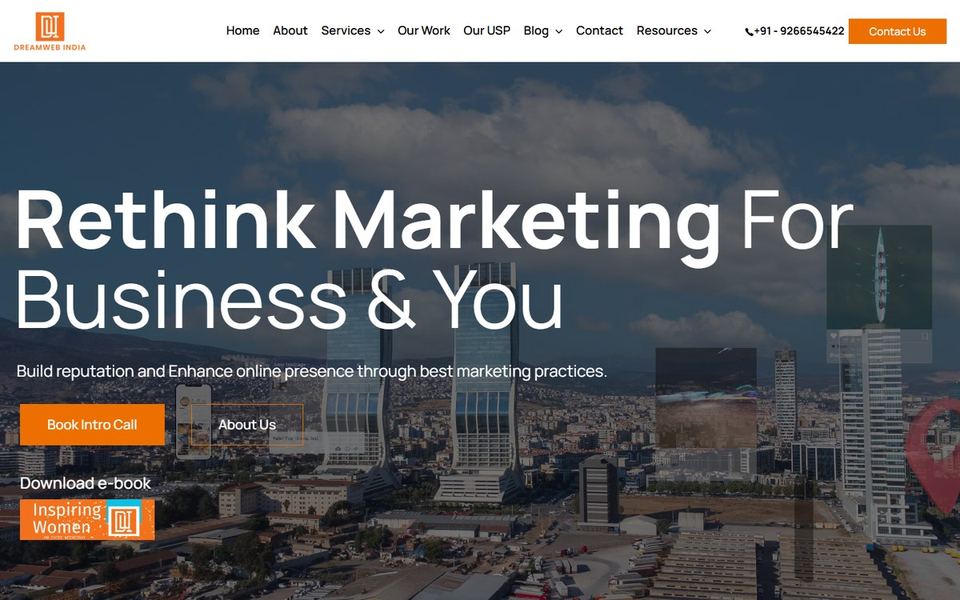 DREAMWEB INDIA
Home About Services Our Work Our USP Blog Contact Resources +91 - 9266545422 Contact Us
Rethink Marketing For
Business & You
Build reputation and Enhance online presence through best marketing practices.
Book Intro Call About Us
Download e-book
Inspiring
Women